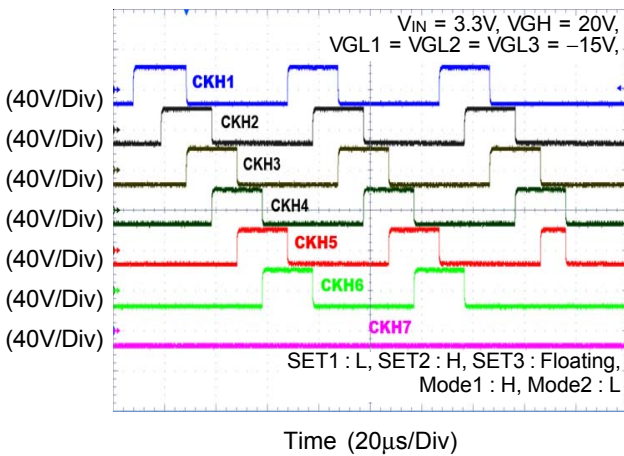 VIN = 3.3V, VGH = 20V,
VGL1 = VGL2 = VGL3 = −15V,
(40V/Div)
CKH1
(40V/Div)
CKH2
(40V/Div)
CKH3
(40V/Div)
CKH4
(40V/Div)
CKH5
(40V/Div)
CKH6
(40V/Div)
CKH7
SET1 : L, SET2 : H, SET3 : Floating,
Mode1 : H, Mode2 : L
Time (20μs/Div)